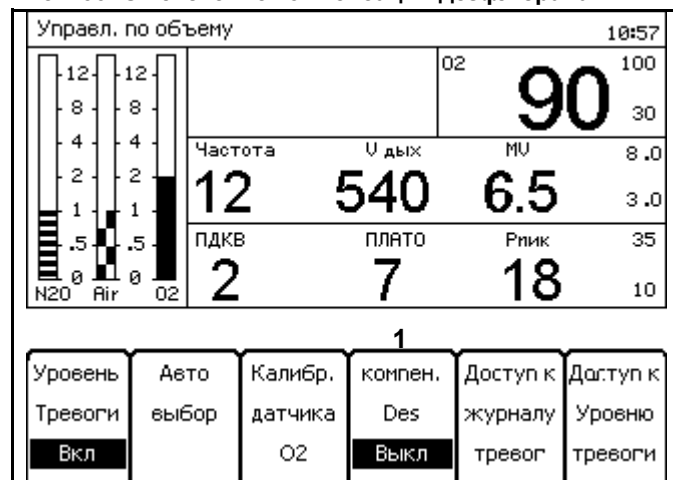 Управл. по объему 10:57
12 12
8 8
4 4
2 2
1 1
.5 .5
0 0
N2O Air O2
O2 90 100
30
Частота V дых MV 8.0
12 540 6.5 3.0
ПДКВ ПЛАТО Рпик 35
2 7 18 10
1
Уровень Тревоги Вкл
Авто выбор
Калибр. датчика О2
компен. Des Выкл
Доступ к журналу тревог
Доступ к Уровню тревоги